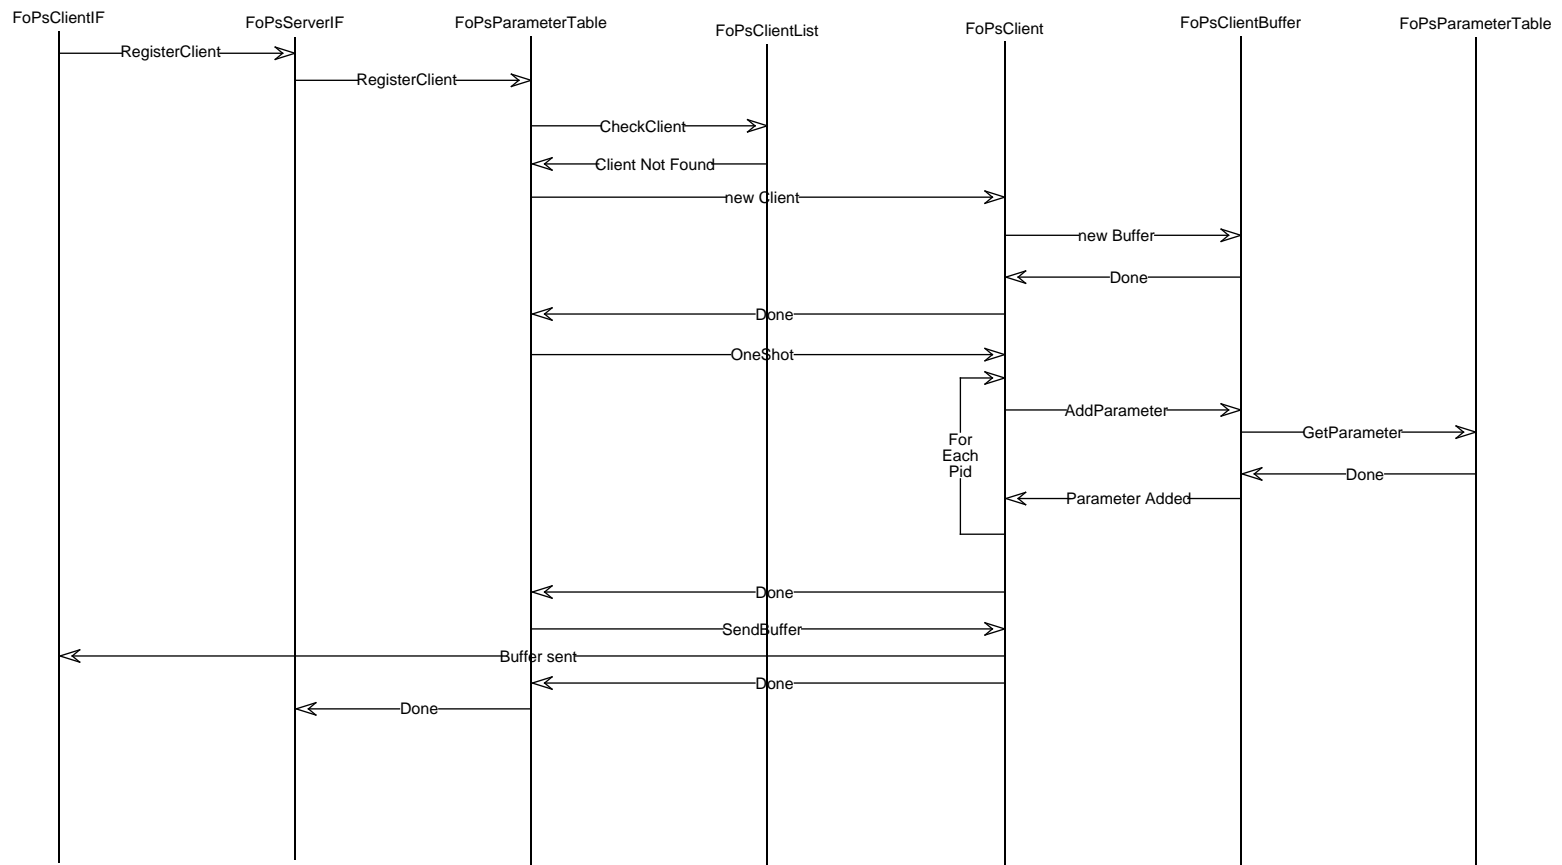 FoPsClientIF
FoPsServerIF
FoPsParameterTable
FoPsClientList
FoPsClient
FoPsClientBuffer
FoPsParameterTable
RegisterClient
RegisterClient
CheckClient
Client Not Found
new Client
new Buffer
Done
Done
OneShot
AddParameter
GetParameter
For
Each
Pid
Done
Parameter Added
Done
SendBuffer
Buffer sent
Done
Done